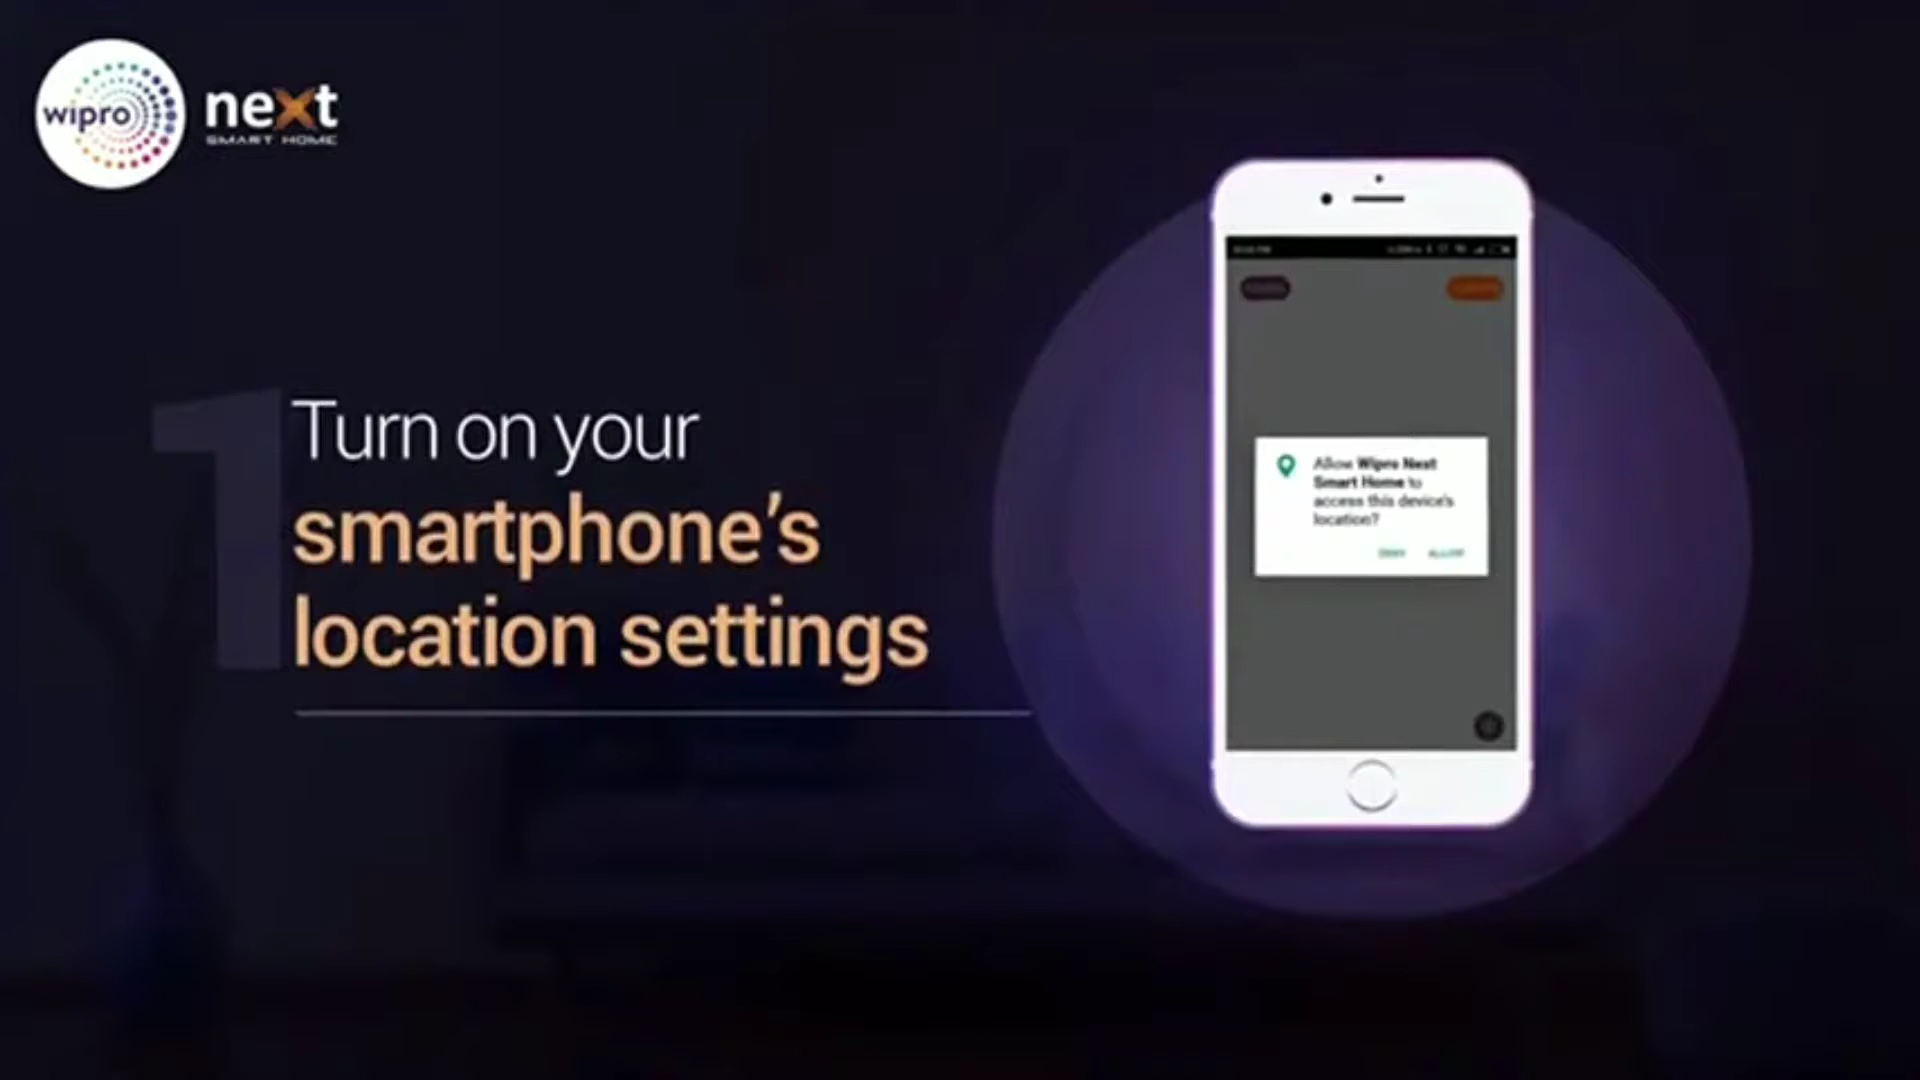 wipro
next
SMART HOME
1
Turn on your
smartphone's
location settings
Allow Wipro Next
Smart Home to
access this device's
location?
DENY ALLOW